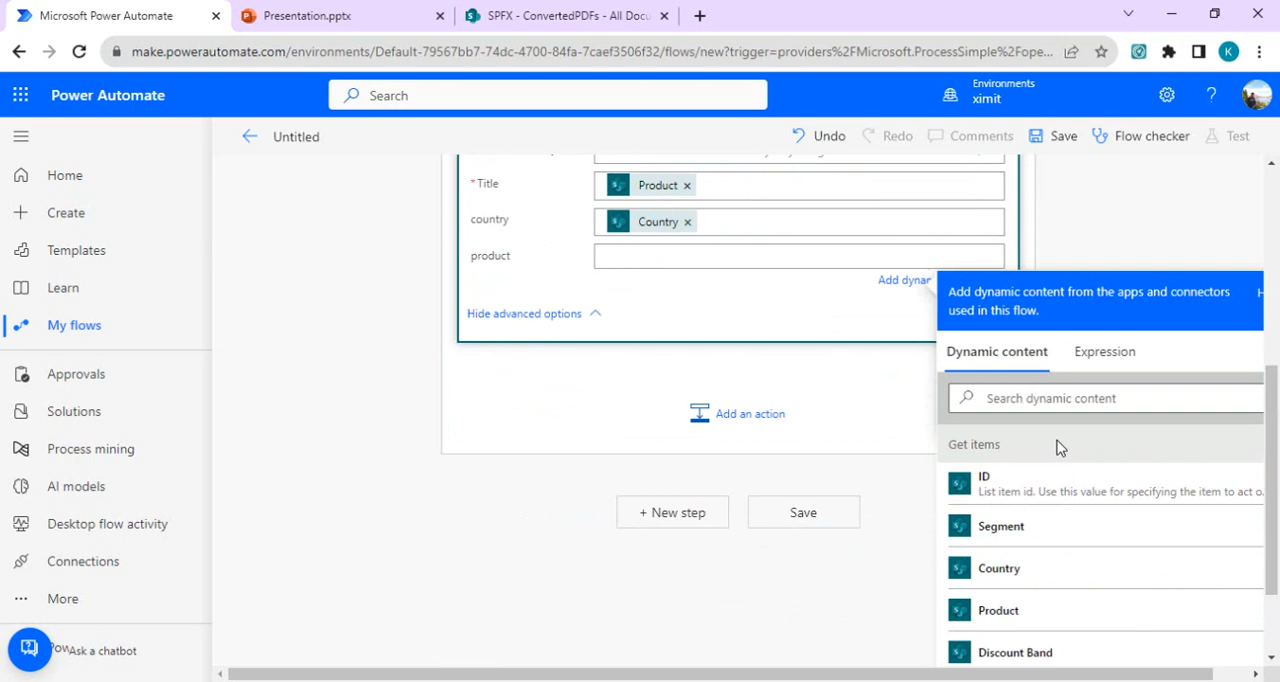 Microsoft Power Automate
Presentation.pptx
SPFX - ConvertedPDFs - All Docu
make.powerautomate.com/environments/Default-79567bb7-74dc-4700-84fa-7caef3506f32/flows/new?trigger=providers%2FMicrosoft.ProcessSimple%2Fope...
K
Power Automate
Search
Environments
ximit
Untitled
Undo
Redo
Comments
Save
Flow checker
Test
Home
Create
Templates
Learn
My flows
Approvals
Solutions
Process mining
AI models
Desktop flow activity
Connections
More
Ask a chatbot
* Title
Product
country
Country
product
Add dynam
Hide advanced options
Add an action
+ New step
Save
Add dynamic content from the apps and connectors
used in this flow.
Dynamic content
Expression
Search dynamic content
Get items
ID
List item id. Use this value for specifying the item to act o
Segment
Country
Product
Discount Band